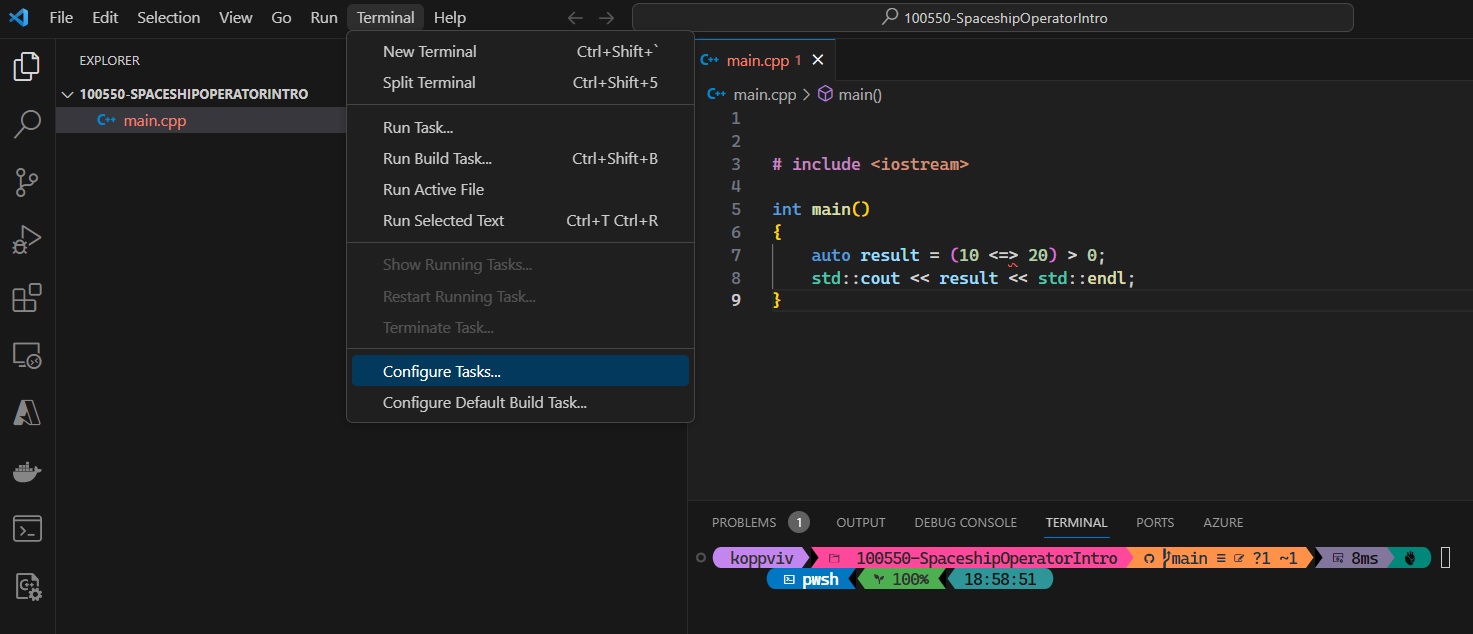 File Edit Selection View Go Run Terminal Help
100550-SpaceshipOperatorIntro
EXPLORER
100550-SPACESHIPOPERATORINTRO
C++ main.cpp
New Terminal Ctrl+Shift+`
Split Terminal Ctrl+Shift+5
Run Task...
Run Build Task... Ctrl+Shift+B
Run Active File
Run Selected Text Ctrl+T Ctrl+R
Show Running Tasks...
Restart Running Task...
Terminate Task...
Configure Tasks...
Configure Default Build Task...
C++ main.cpp 1
C++ main.cpp > main()
1
2
3 # include <iostream>
4
5 int main()
6 {
7 auto result = (10 <=> 20) > 0;
8 std::cout << result << std::endl;
9 }
PROBLEMS 1 OUTPUT DEBUG CONSOLE TERMINAL PORTS AZURE
koppviv 100550-SpaceshipOperatorIntro main ≡ ?1 ~1 8ms
pwsh 100% 18:58:51